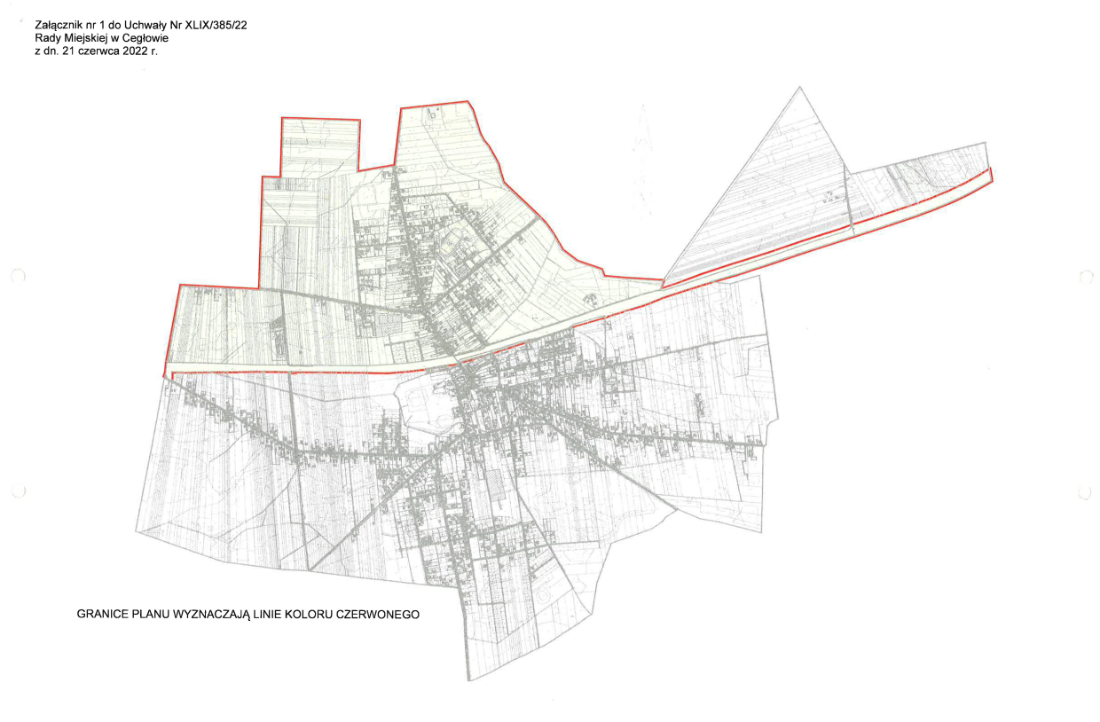 Załącznik nr 1 do Uchwały Nr XLIX/385/22
Rady Miejskiej w Cegłowie
z dn. 21 czerwca 2022 r.
GRANICE PLANU WYZNACZAJĄ LINIE KOLORU CZERWONEGO